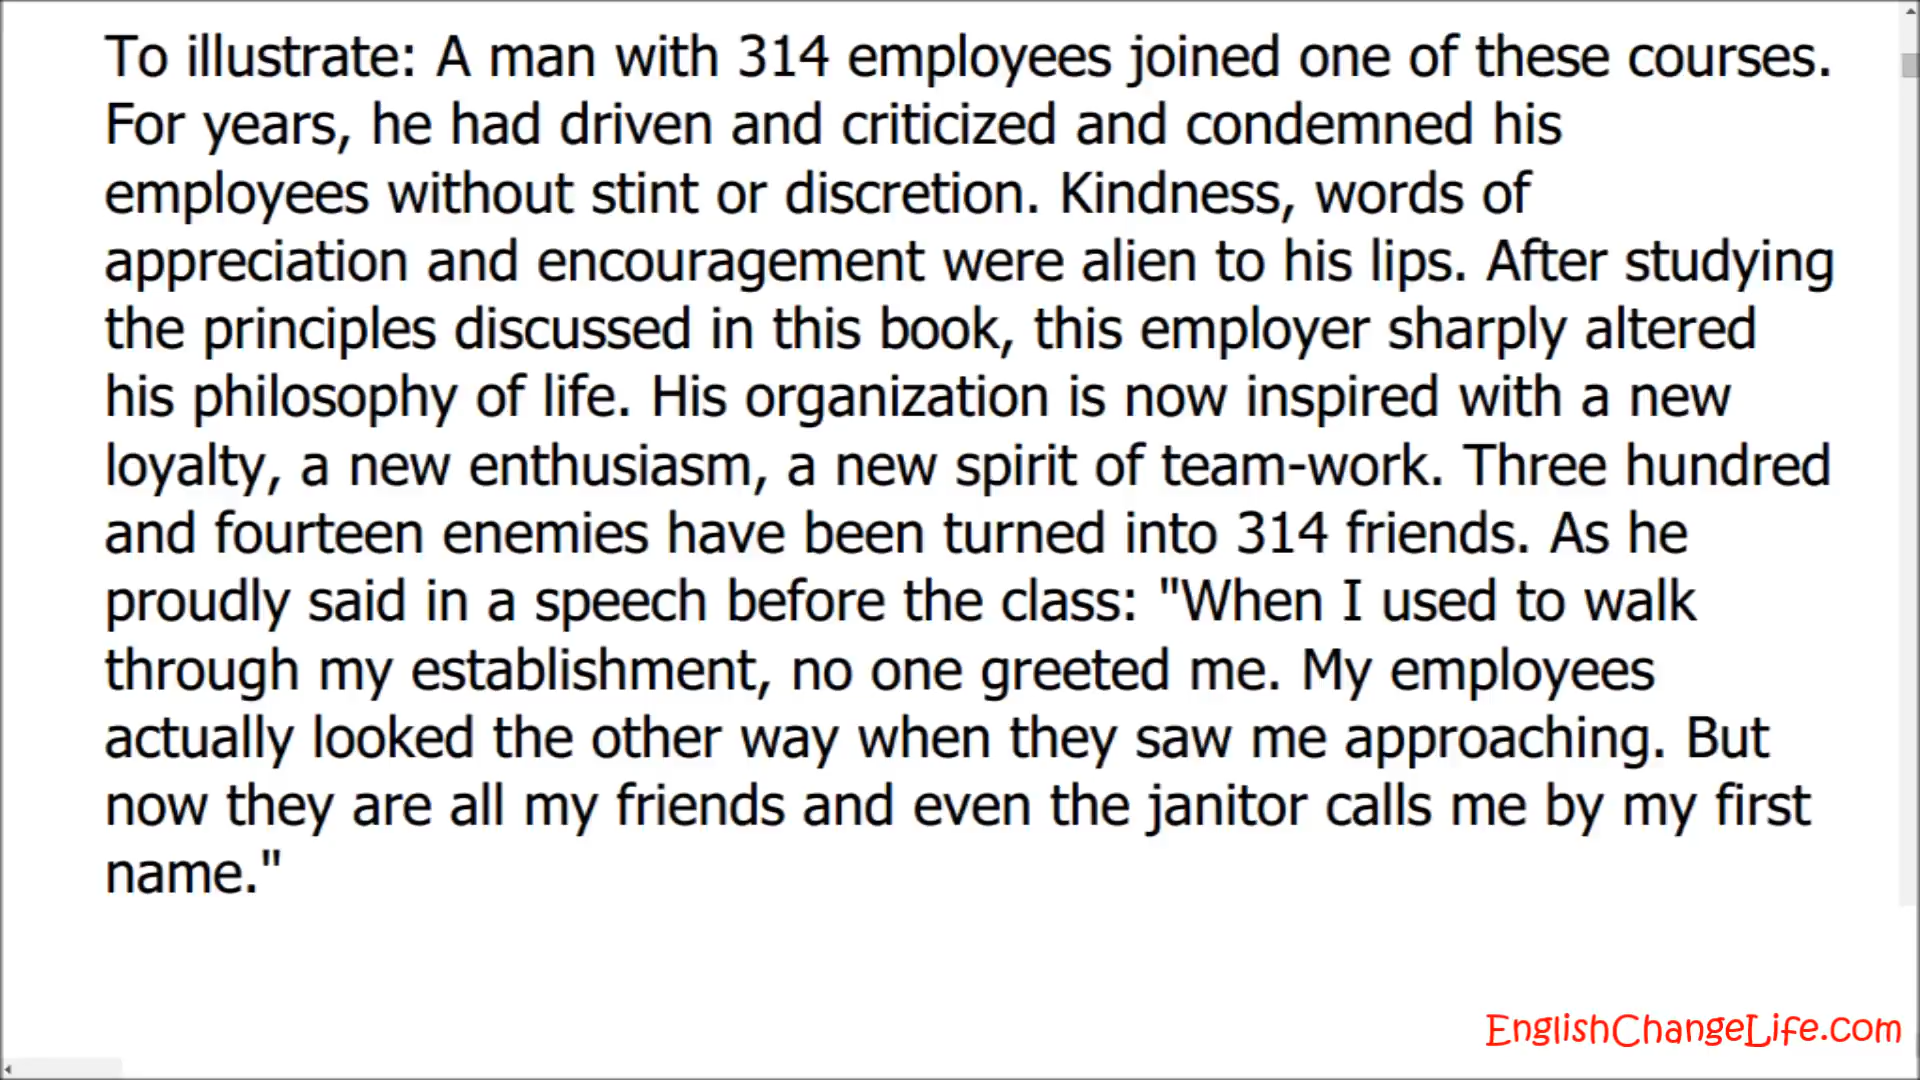 To illustrate: A man with 314 employees joined one of these courses.
For years, he had driven and criticized and condemned his
employees without stint or discretion. Kindness, words of
appreciation and encouragement were alien to his lips. After studying
the principles discussed in this book, this employer sharply altered
his philosophy of life. His organization is now inspired with a new
loyalty, a new enthusiasm, a new spirit of team-work. Three hundred
and fourteen enemies have been turned into 314 friends. As he
proudly said in a speech before the class: "When I used to walk
through my establishment, no one greeted me. My employees
actually looked the other way when they saw me approaching. But
now they are all my friends and even the janitor calls me by my first
name."
EnglishChangeLife.com